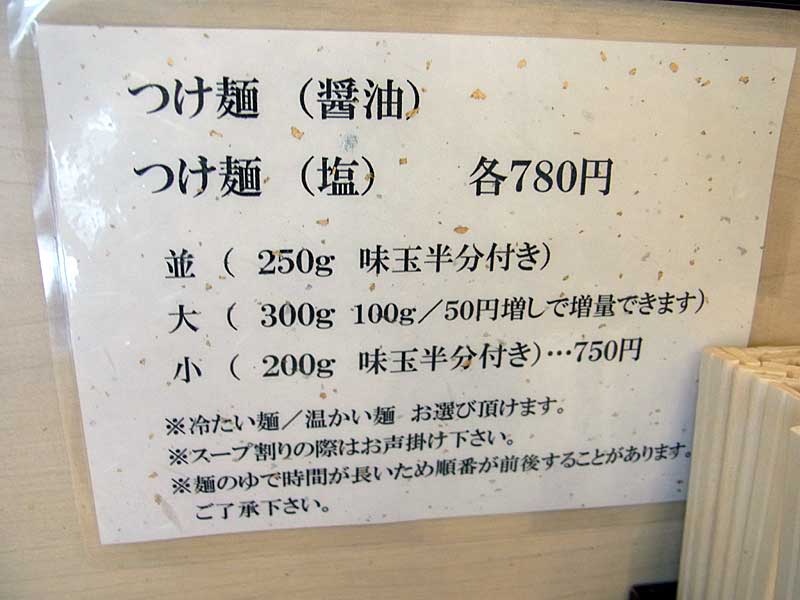 つけ麺 （醤油）
つけ麺 （塩） 各780円
並 （ 250g 味玉半分付き）
大 （ 300g 100g／50円増しで増量できます）
小 （ 200g 味玉半分付き）…750円
※冷たい麺／温かい麺 お選び頂けます。
※スープ割りの際はお声掛け下さい。
※麺のゆで時間が長いため順番が前後することがあります。
ご了承下さい。